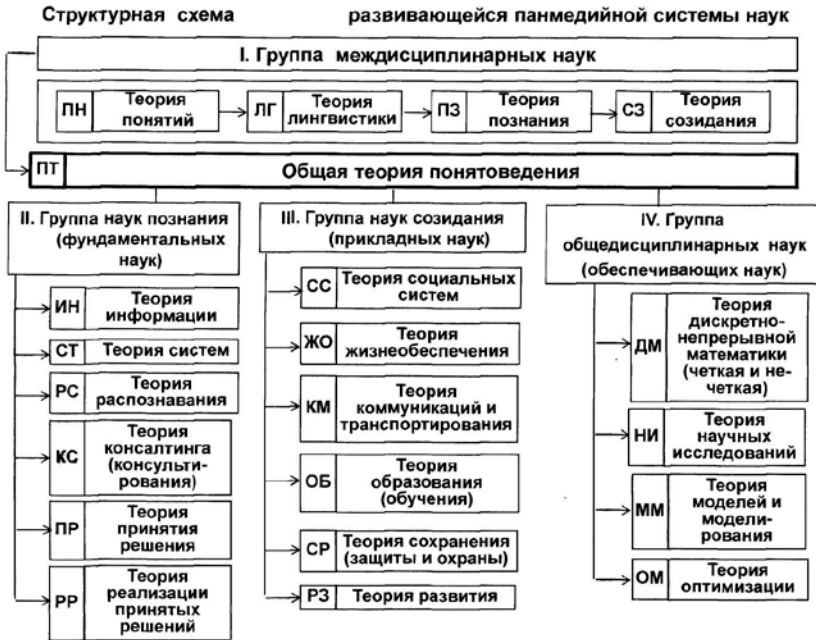 Структурная схема развивающейся панмедийной системы наук
I. Группа междисциплинарных наук
ПН
Теория
понятий
ЛГ
Теория
лингвистики
ПЗ
Теория
познания
СЗ
Теория
созидания
ПТ
Общая теория понятоведения
II. Группа наук познания
(фундаментальных
наук)
ИН
Теория
информации
СТ
Теория систем
РС
Теория
распознавания
КС
Теория
консалтинга
(консульти-
рования)
ПР
Теория
принятия
решения
РР
Теория
реализации
принятых
решений
III. Группа наук созидания
(прикладных наук)
СС
Теория социальных
систем
ЖО
Теория
жизнеобеспечения
КМ
Теория
коммуникаций и
транспортирования
ОБ
Теория
образования
(обучения)
СР
Теория сохранения
(защиты и охраны)
РЗ
Теория развития
IV. Группа
общедисциплинарных наук
(обеспечивающих наук)
ДМ
Теория
дискретно-
непрерывной
математики
(четкая и не-
четкая)
НИ
Теория
научных
исследований
ММ
Теория
моделей и
модели-
рования
ОМ
Теория
оптимизации